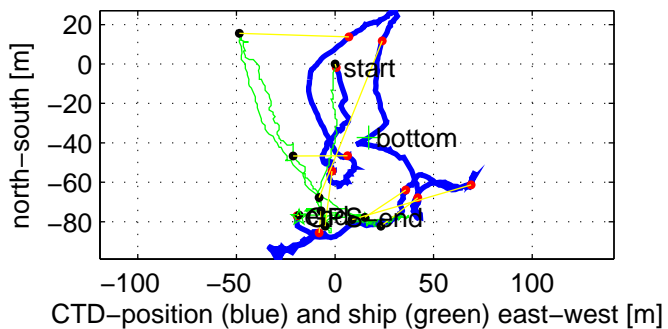 20
0
−20
−40
−60
−80
north−south [m]
start
bottom
GPS−end
−100
−50
0
50
100
CTD−position (blue) and ship (green) east−west [m]